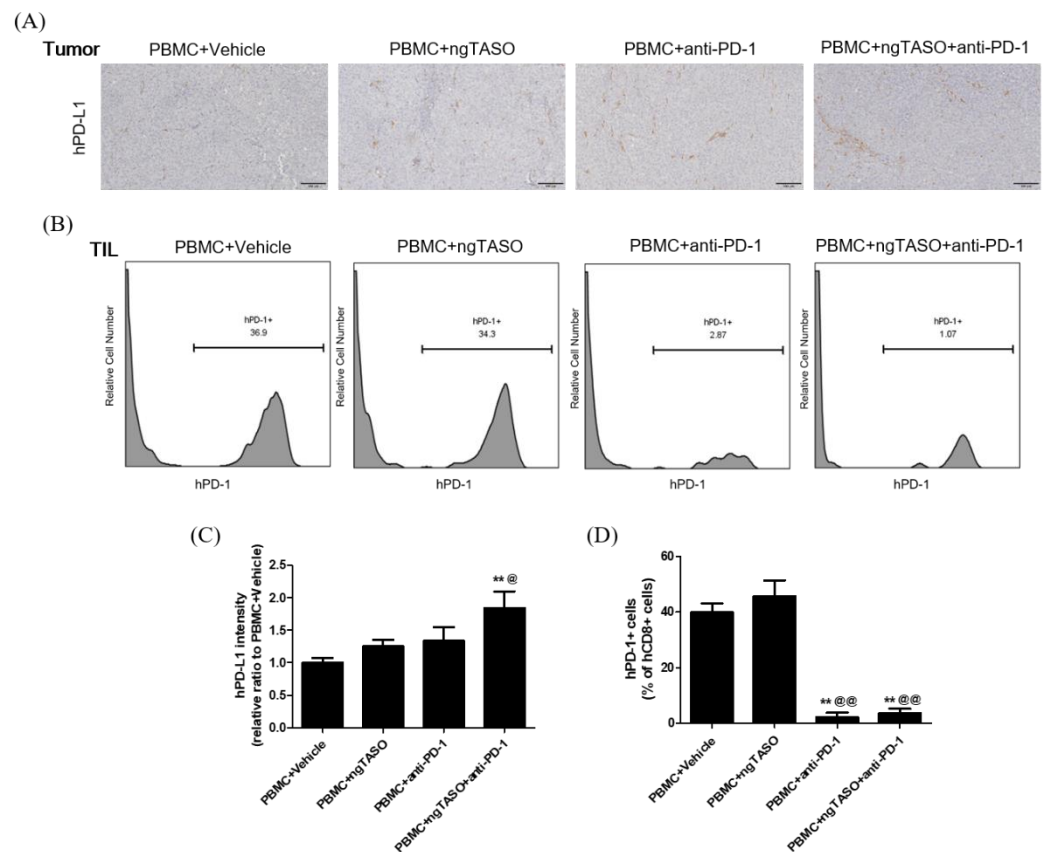 (A)
Tumor
PBMC+Vehicle
PBMC+ngTASO
PBMC+anti-PD-1
PBMC+ngTASO+anti-PD-1
hPD-L1
(B)
TIL
PBMC+Vehicle
PBMC+ngTASO
PBMC+anti-PD-1
PBMC+ngTASO+anti-PD-1
Relative Cell Number
hPD-1+
36.9
hPD-1
Relative Cell Number
hPD-1+
34.3
hPD-1
Relative Cell Number
hPD-1+
2.87
hPD-1
Relative Cell Number
hPD-1+
1.07
hPD-1
(C)
hPD-L1 intensity
(relative ratio to PBMC+Vehicle)
2.5
2.0
1.5
1.0
0.5
0.0
** @
PBMC+Vehicle
PBMC+ngTASO
PBMC+anti-PD-1
PBMC+ngTASO+anti-PD-1
(D)
hPD-1+ cells
(% of hCD8+ cells)
60
40
20
0
** @@
** @@
PBMC+Vehicle
PBMC+ngTASO
PBMC+anti-PD-1
PBMC+ngTASO+anti-PD-1